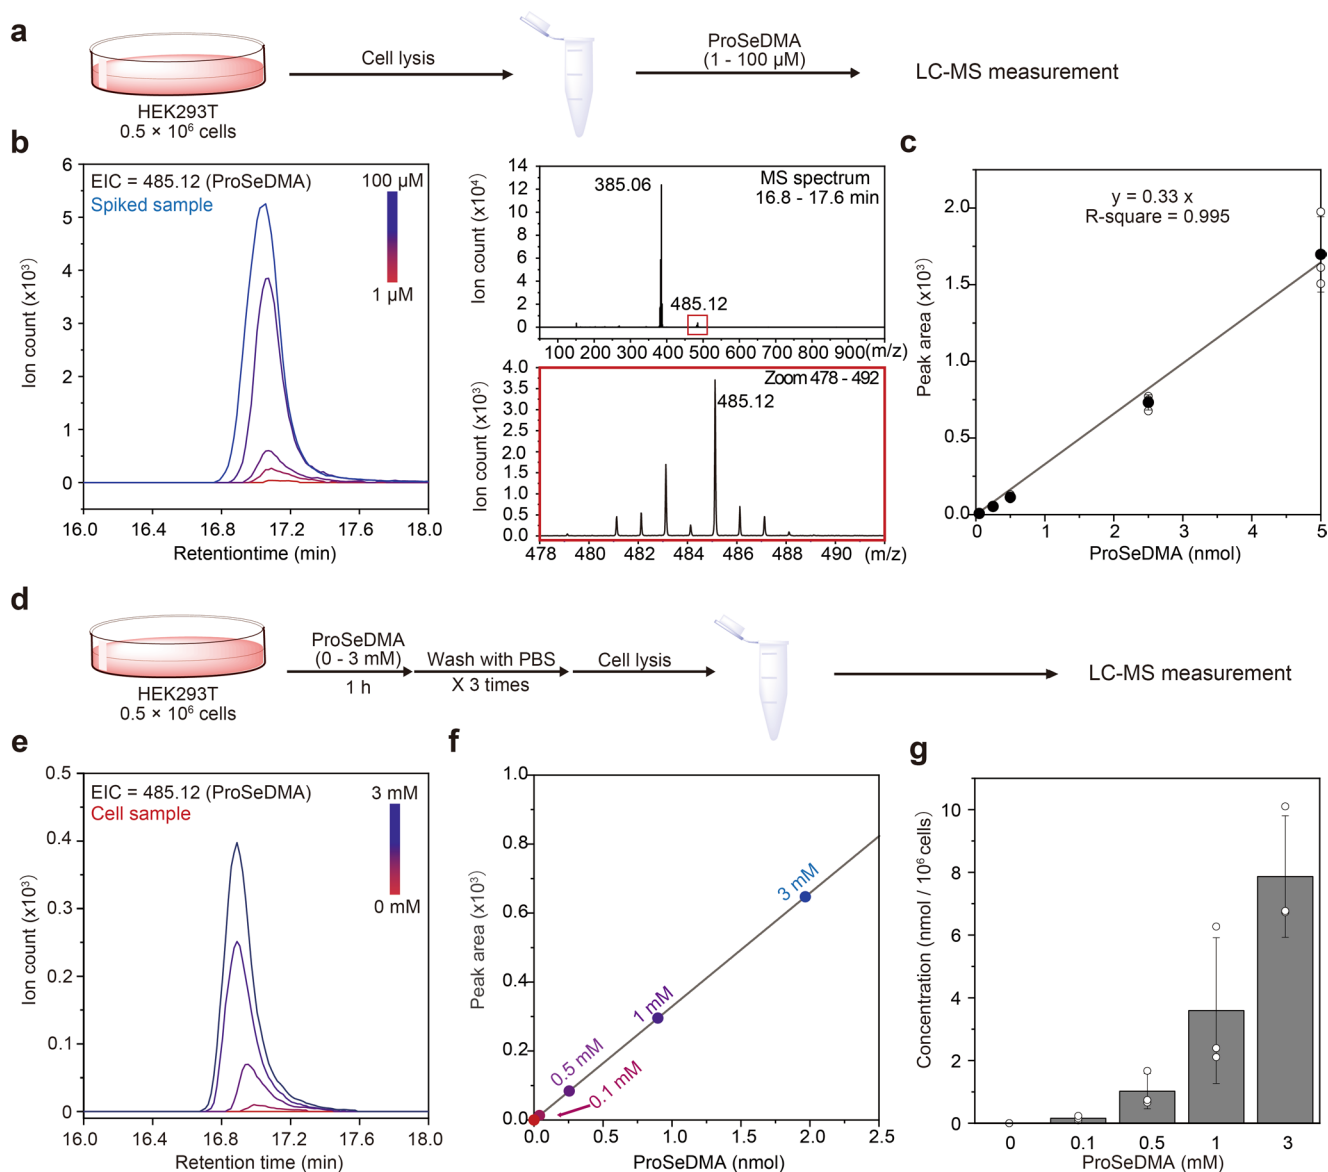 a
HEK293T
0.5 × 10⁶ cells
Cell lysis
ProSeDMA
(1 - 100 µM)
LC-MS measurement
b
EIC = 485.12 (ProSeDMA)
Spiked sample
100 µM
1 µM
Ion count (x10³)
6
5
4
3
2
1
0
16.0 16.4 16.8 17.2 17.6 18.0
Retentiontime (min)
MS spectrum
16.8 - 17.6 min
385.06
485.12
Ion count (x10⁴)
14
12
10
8
6
4
2
0
100 200 300 400 500 600 700 800 900 (m/z)
Zoom 478 - 492
485.12
Ion count (x10³)
4.0
3.5
3.0
2.5
2.0
1.5
1.0
0.5
0.0
478 480 482 484 486 488 490 (m/z)
c
y = 0.33 x
R-square = 0.995
Peak area (x10³)
2.0
1.5
1.0
0.5
0.0
0 1 2 3 4 5
ProSeDMA (nmol)
d
HEK293T
0.5 × 10⁶ cells
ProSeDMA
(0 - 3 mM)
1 h
Wash with PBS
X 3 times
Cell lysis
LC-MS measurement
e
EIC = 485.12 (ProSeDMA)
Cell sample
3 mM
0 mM
Ion count (x10³)
0.5
0.4
0.3
0.2
0.1
0
16.0 16.4 16.8 17.2 17.6 18.0
Retention time (min)
f
Peak area (x10³)
1.0
0.8
0.6
0.4
0.2
0.0
3 mM
1 mM
0.5 mM
0.1 mM
0.0 0.5 1.0 1.5 2.0 2.5
ProSeDMA (nmol)
g
Concentration (nmol / 10⁶ cells)
10
8
6
4
2
0
0 0.1 0.5 1 3
ProSeDMA (mM)